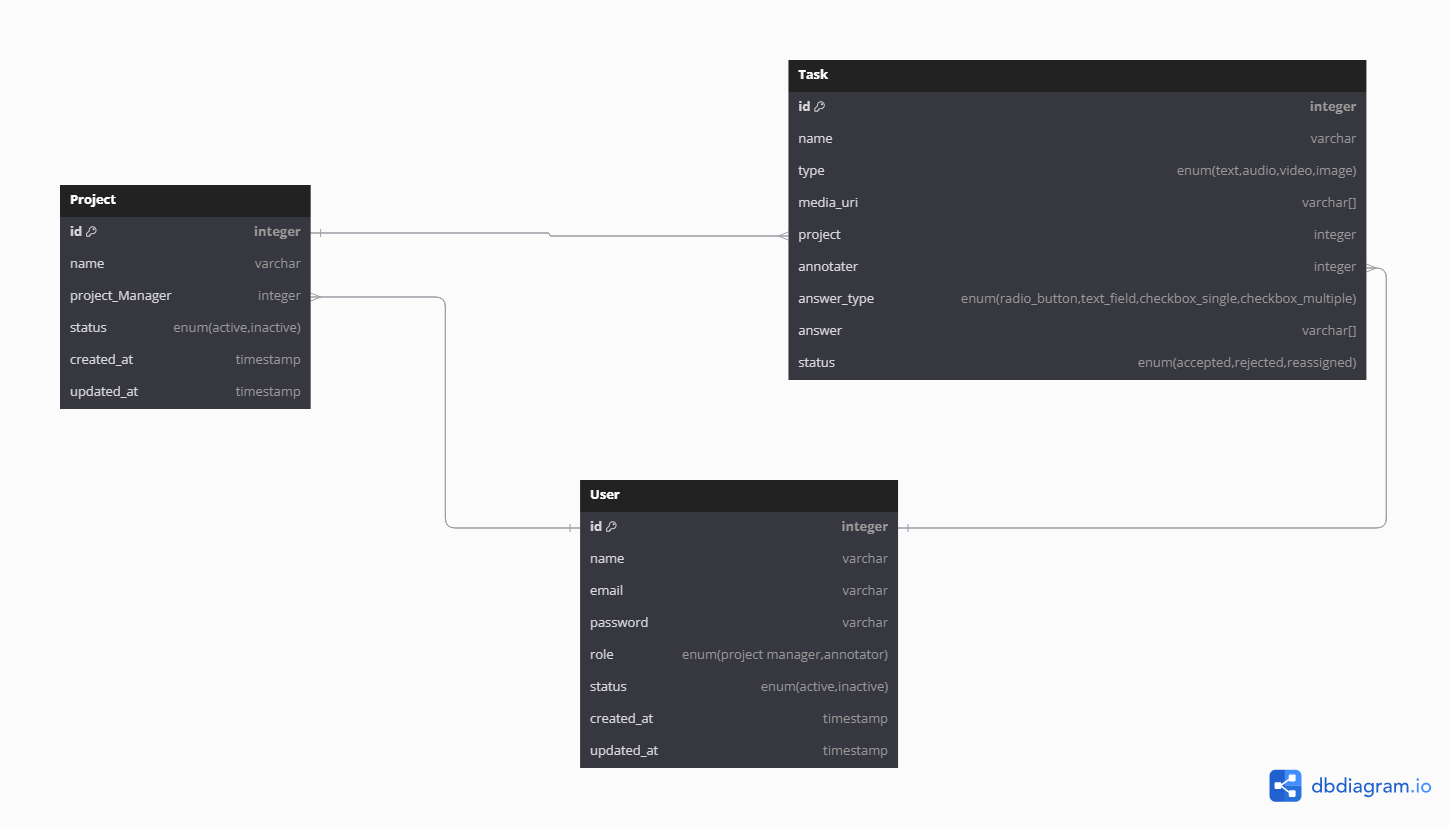 Task
id integer
name varchar
type enum(text,audio,video,image)
media_uri varchar[]
project integer
annotater integer
answer_type enum(radio_button,text_field,checkbox_single,checkbox_multiple)
answer varchar[]
status enum(accepted,rejected,reassigned)
Project
id integer
name varchar
project_Manager integer
status enum(active,inactive)
created_at timestamp
updated_at timestamp
User
id integer
name varchar
email varchar
password varchar
role enum(project manager,annotator)
status enum(active,inactive)
created_at timestamp
updated_at timestamp
dbdiagram.io